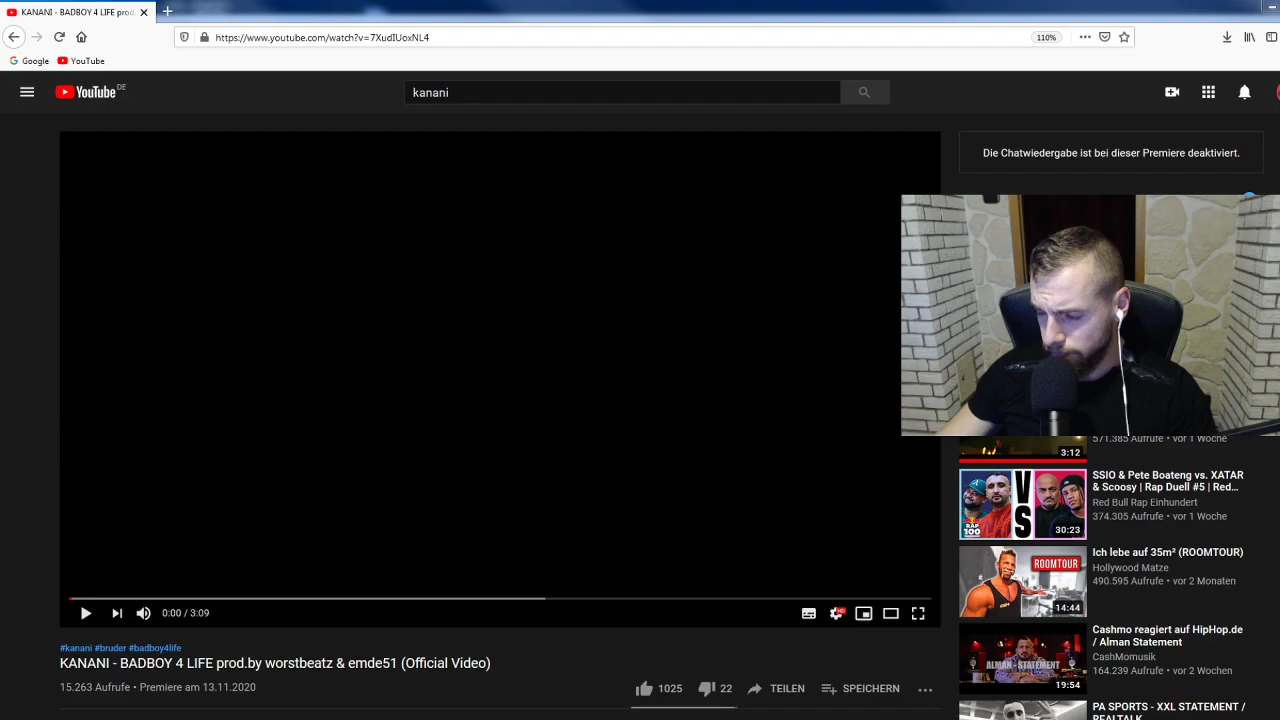 KANANI - BADBOY 4 LIFE prod.
https://www.youtube.com/watch?v=7XudIUoxNL4
110%
Google
YouTube
YouTube DE
kanani
Die Chatwiedergabe ist bei dieser Premiere deaktiviert.
571.385 Aufrufe • vor 1 Woche
3:12
SSIO & Pete Boateng vs. XATAR
& Scoosy | Rap Duell #5 | Red...
Red Bull Rap Einhundert
374.305 Aufrufe • vor 1 Woche
VS
RAP
100
30:23
Ich lebe auf 35m² (ROOMTOUR)
Hollywood Matze
490.595 Aufrufe • vor 2 Monaten
ROOMTOUR
14:44
0:00 / 3:09
HD
Cashmo reagiert auf HipHop.de
/ Alman Statement
CashMomusik
164.239 Aufrufe • vor 2 Wochen
ALMAN - STATEMENT
19:54
#kanani #bruder #badboy4life
KANANI - BADBOY 4 LIFE prod.by worstbeatz & emde51 (Official Video)
15.263 Aufrufe • Premiere am 13.11.2020
1025
22
TEILEN
SPEICHERN
PA SPORTS - XXL STATEMENT /
REALTALK